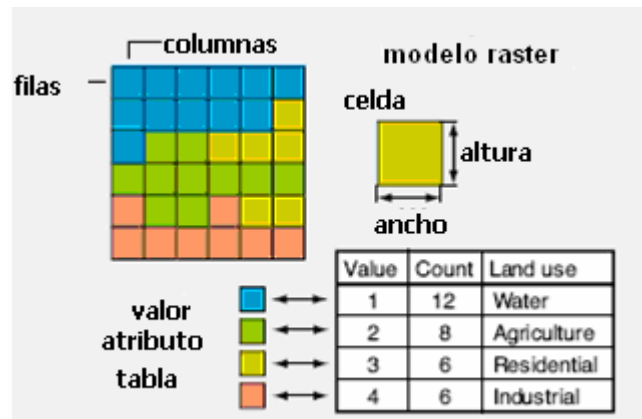 columnas
modelo raster
filas
celda
altura
ancho
Value Count Land use
1 12 Water
2 8 Agriculture
3 6 Residential
4 6 Industrial
valor
atributo
tabla